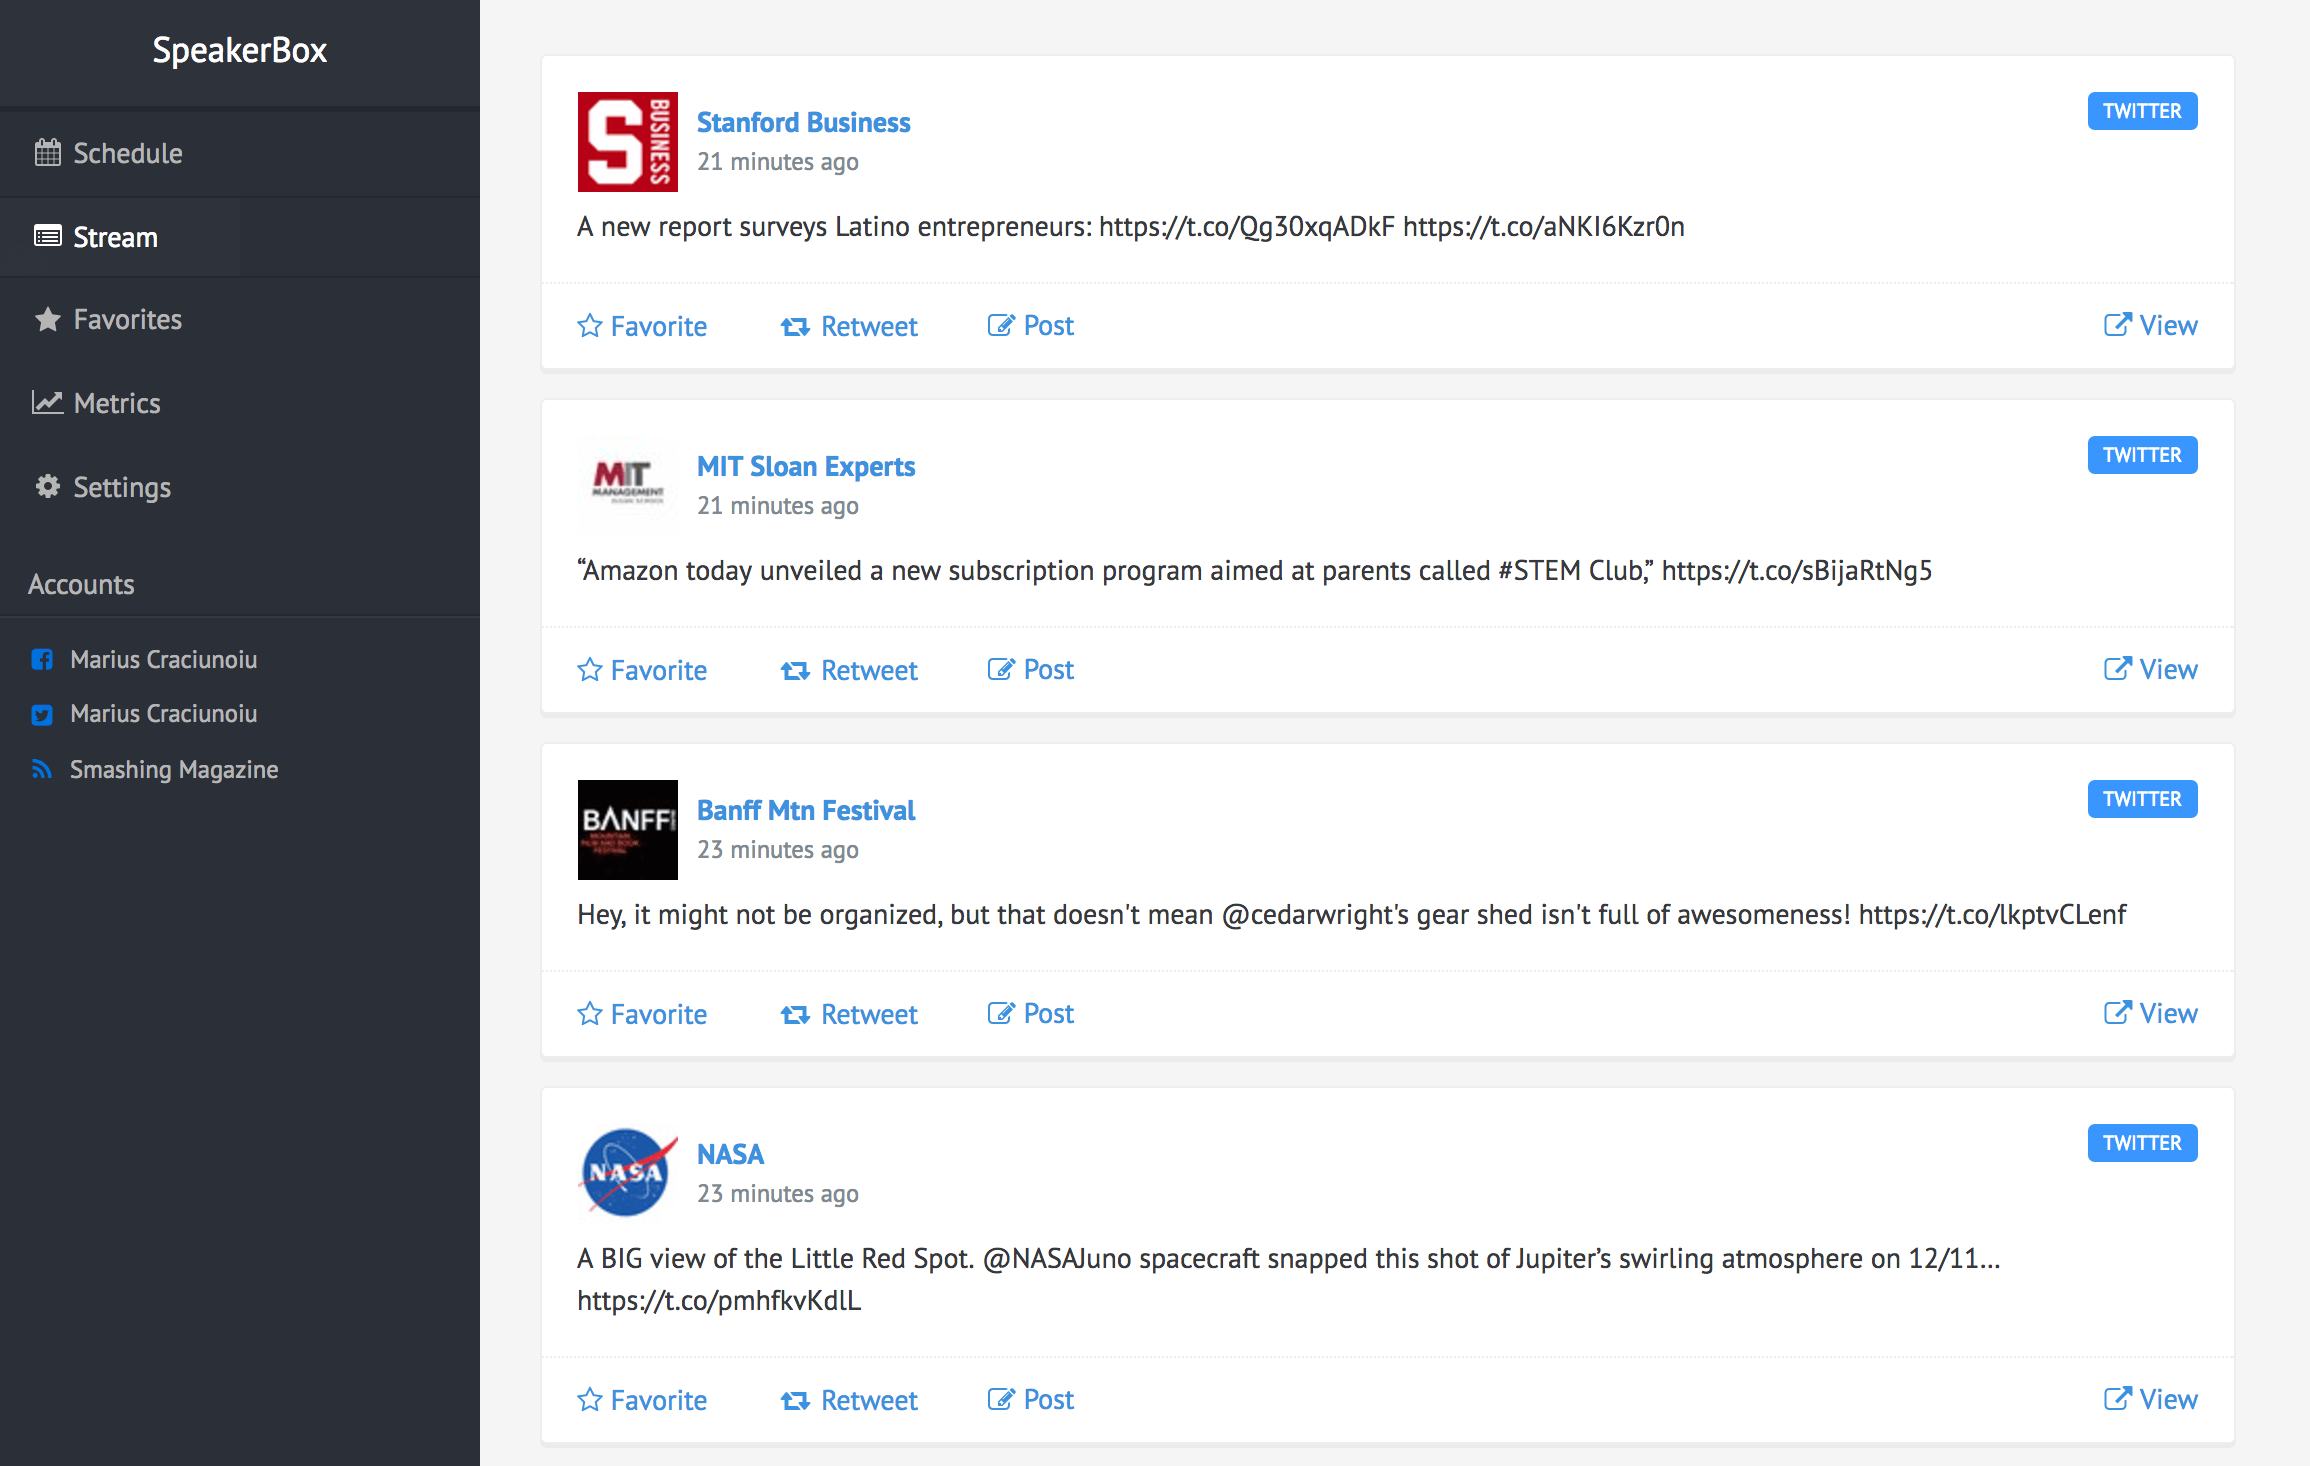 SpeakerBox
Schedule
Stream
Favorites
Metrics
Settings
Accounts
Marius Craciunoiu
Marius Craciunoiu
Smashing Magazine
S BUSINESS
Stanford Business
21 minutes ago
TWITTER
A new report surveys Latino entrepreneurs: https://t.co/Qg30xqADkF https://t.co/aNKI6Kzr0n
Favorite Retweet Post View
MIT
MANAGEMENT
MIT Sloan Experts
21 minutes ago
TWITTER
“Amazon today unveiled a new subscription program aimed at parents called #STEM Club,” https://t.co/sBijaRtNg5
Favorite Retweet Post View
BANFF
MOUNTAIN
FILM AND BOOK
FESTIVAL
Banff Mtn Festival
23 minutes ago
TWITTER
Hey, it might not be organized, but that doesn't mean @cedarwright's gear shed isn't full of awesomeness! https://t.co/lkptvCLenf
Favorite Retweet Post View
NASA
NASA
23 minutes ago
TWITTER
A BIG view of the Little Red Spot. @NASAJuno spacecraft snapped this shot of Jupiter’s swirling atmosphere on 12/11…
https://t.co/pmhfkvKdlL
Favorite Retweet Post View